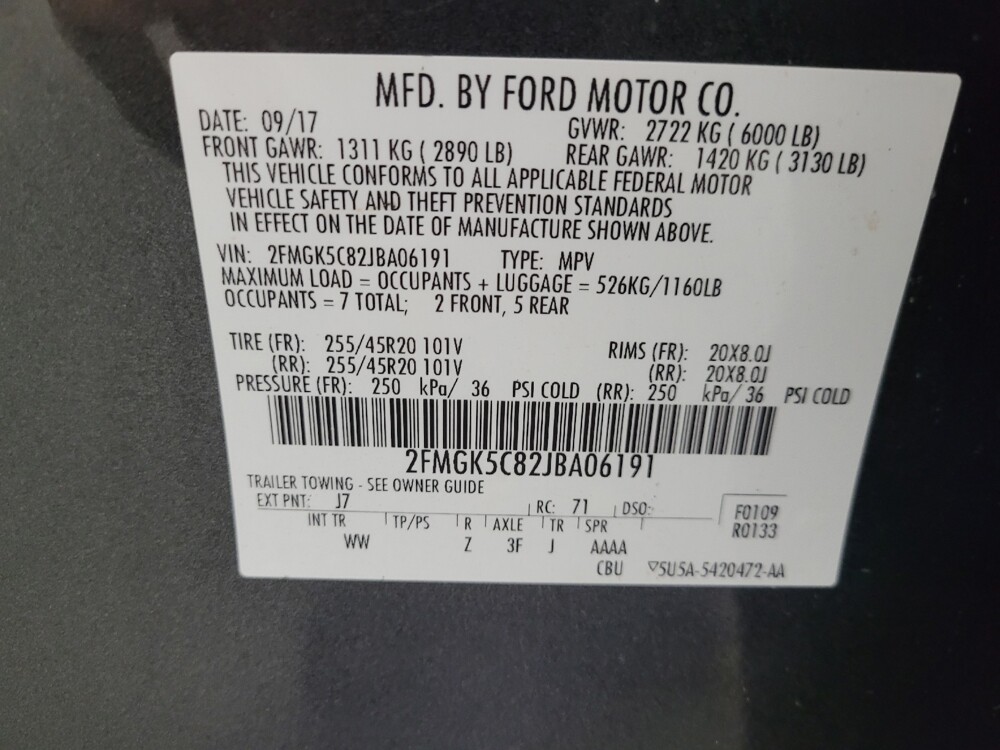 MFD. BY FORD MOTOR CO.
DATE: 09/17 GVWR: 2722 KG ( 6000 LB)
FRONT GAWR: 1311 KG ( 2890 LB) REAR GAWR: 1420 KG ( 3130 LB)
THIS VEHICLE CONFORMS TO ALL APPLICABLE FEDERAL MOTOR
VEHICLE SAFETY AND THEFT PREVENTION STANDARDS
IN EFFECT ON THE DATE OF MANUFACTURE SHOWN ABOVE.
VIN: 2FMGK5C82JBA06191 TYPE: MPV
MAXIMUM LOAD = OCCUPANTS + LUGGAGE = 526KG/1160LB
OCCUPANTS = 7 TOTAL; 2 FRONT, 5 REAR
TIRE (FR): 255/45R20 101V RIMS (FR): 20X8.0J
(RR): 255/45R20 101V (RR): 20X8.0J
PRESSURE (FR): 250 kPa/ 36 PSI COLD (RR): 250 kPa/ 36 PSI COLD
2FMGK5C82JBA06191
TRAILER TOWING - SEE OWNER GUIDE
EXT PNT: J7 RC: 71 DSO: F0109
INT TR TP/PS R AXLE TR SPR R0133
WW Z 3F J AAAA
CBU ▽5U5A-5420472-AA